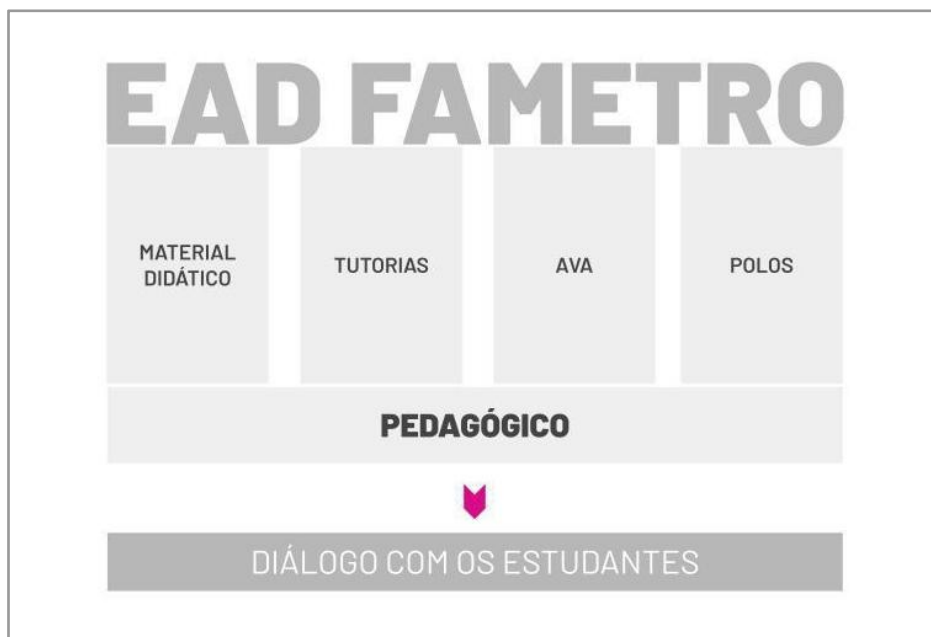 EAD FAMETRO
MATERIAL
DIDÁTICO
TUTORIAS
AVA
POLOS
PEDAGÓGICO
DIÁLOGO COM OS ESTUDANTES